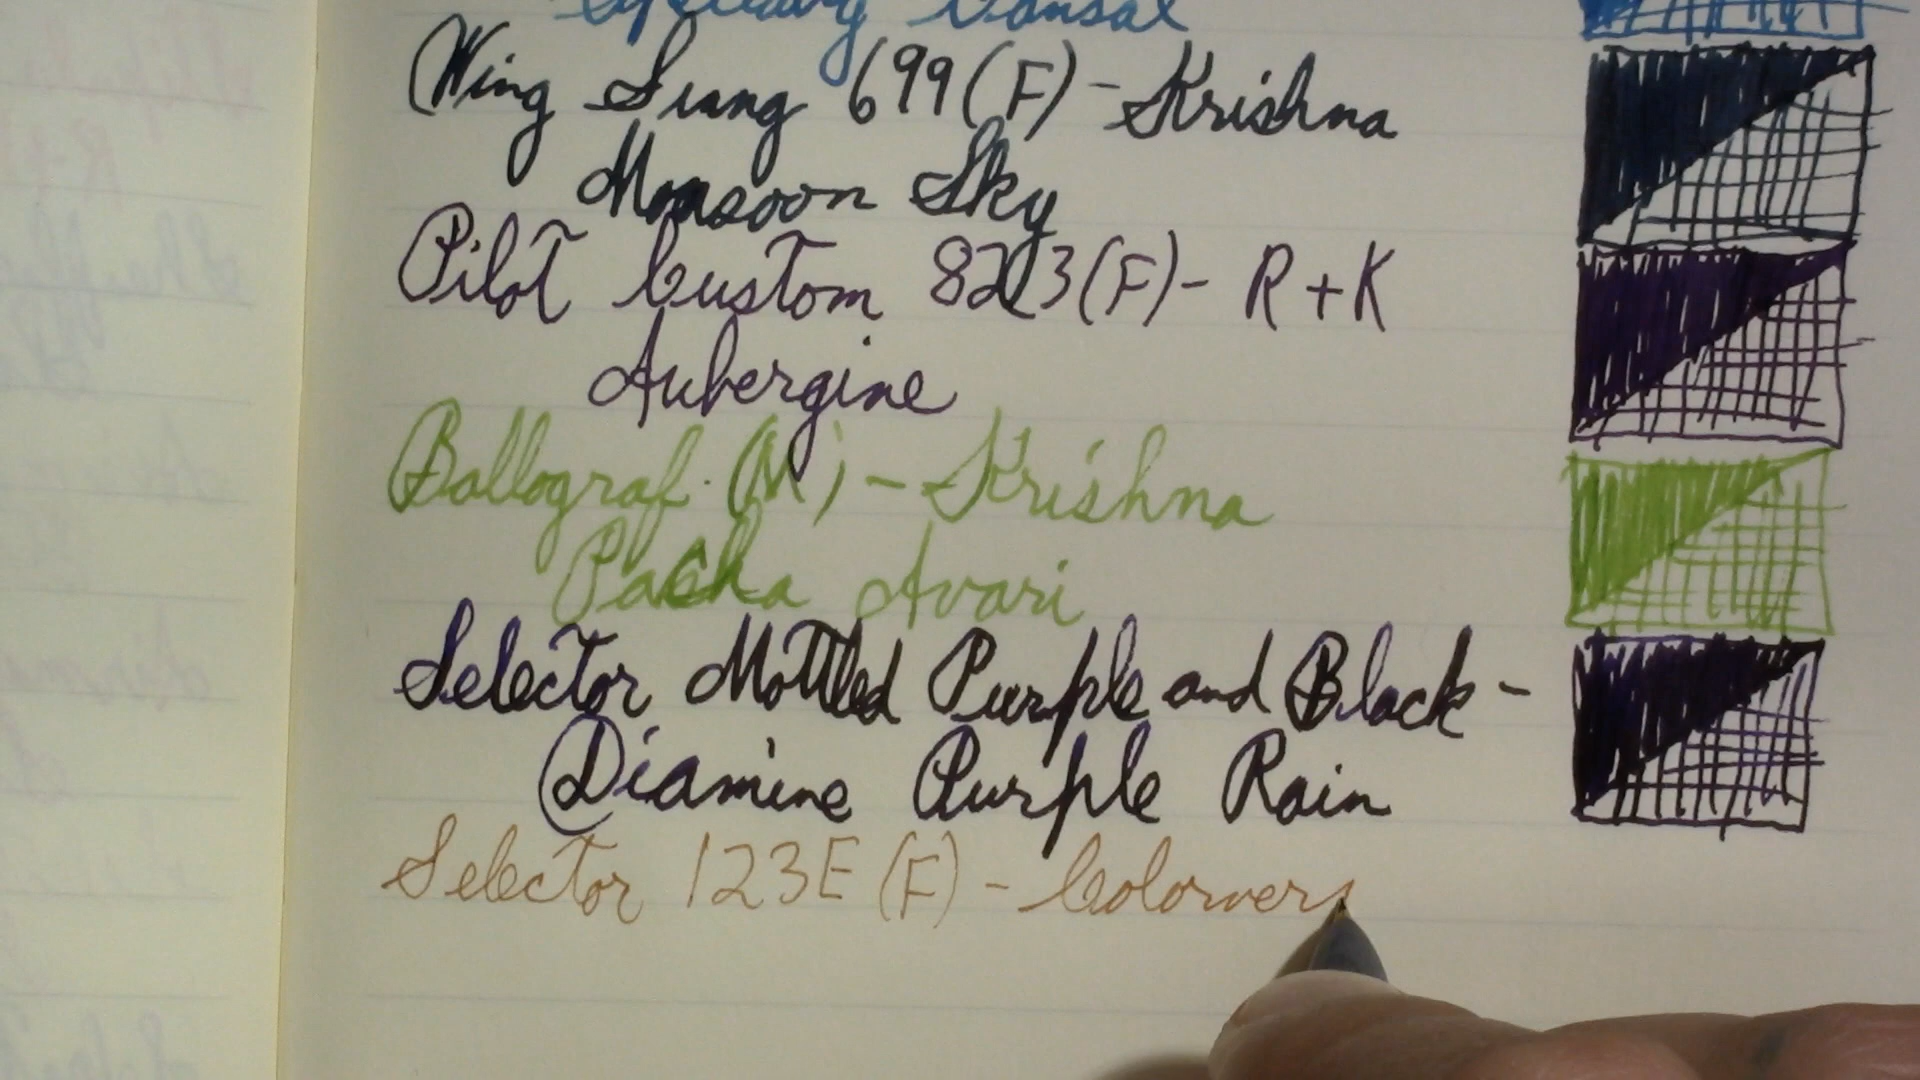 Wing Sung 699 (F) - Krishna
Monsoon Sky
Pilot Custom 823 (F) - R+K
Aubergine
Ballograf (M) - Krishna
Pacha Avari
Selector Mottled Purple and Black -
Diamine Purple Rain
Selector 123E (F) - Colorvers